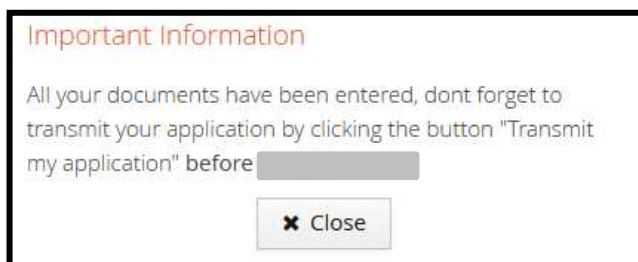 Important Information
All your documents have been entered, dont forget to
transmit your application by clicking the button "Transmit
my application" before
✖ Close